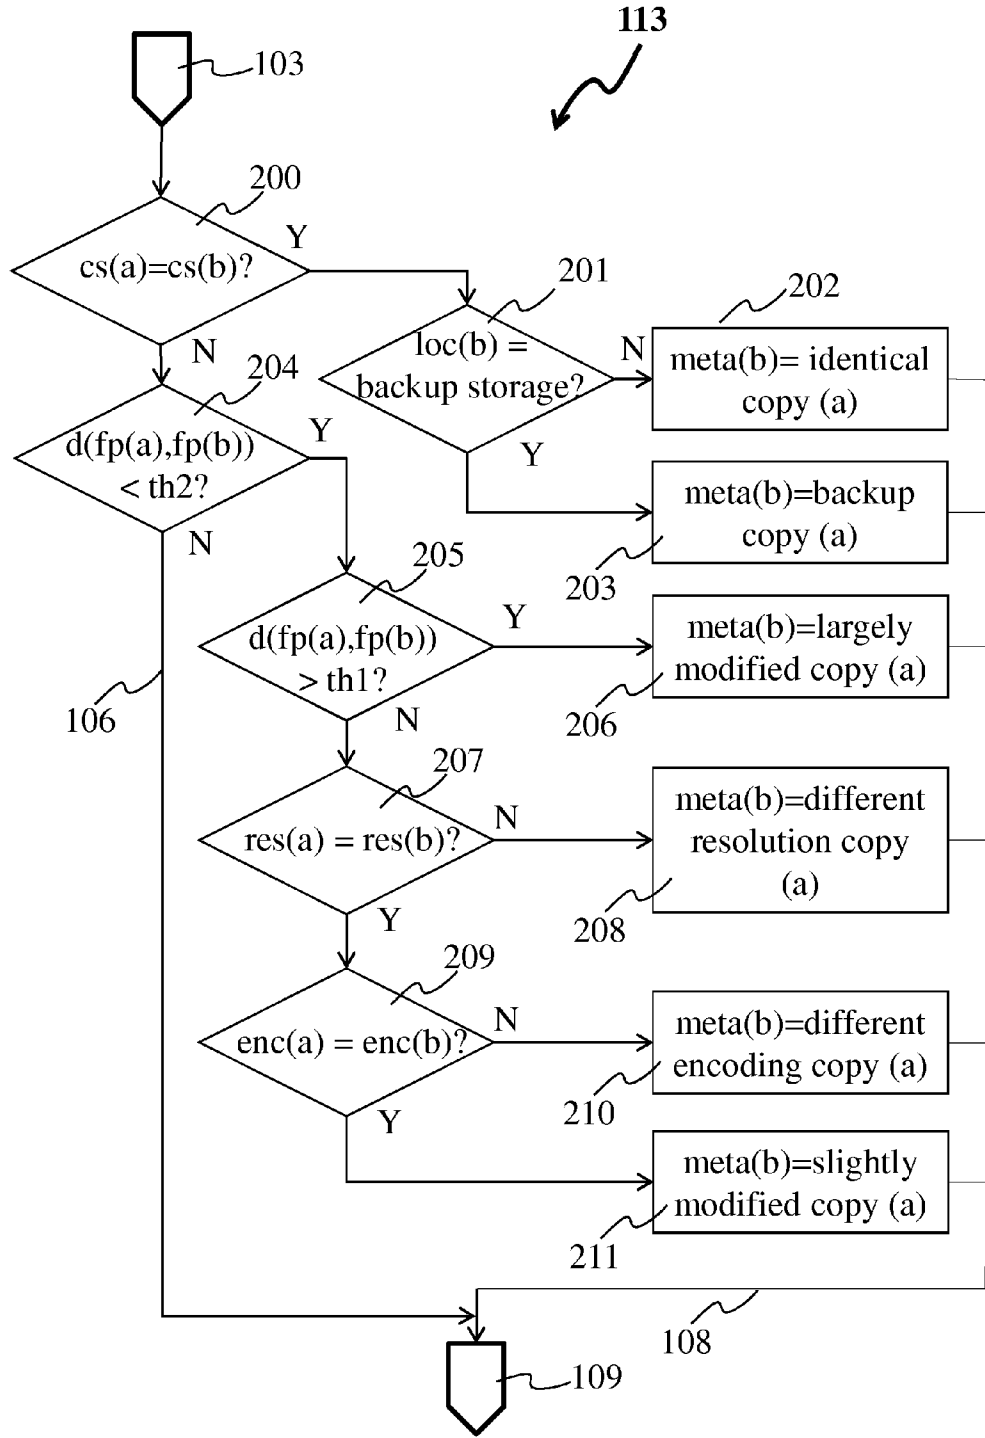 113
103
200
Y
cs(a)=cs(b)?
201
202
N
loc(b) =
backup storage?
N
meta(b)= identical
copy (a)
204
d(fp(a),fp(b))
< th2?
Y
Y
meta(b)=backup
copy (a)
N
203
205
d(fp(a),fp(b))
> th1?
Y
meta(b)=largely
modified copy (a)
106
N
206
207
res(a) = res(b)?
N
meta(b)=different
resolution copy
(a)
Y
208
209
enc(a) = enc(b)?
N
meta(b)=different
encoding copy (a)
Y
210
meta(b)=slightly
modified copy (a)
211
108
109